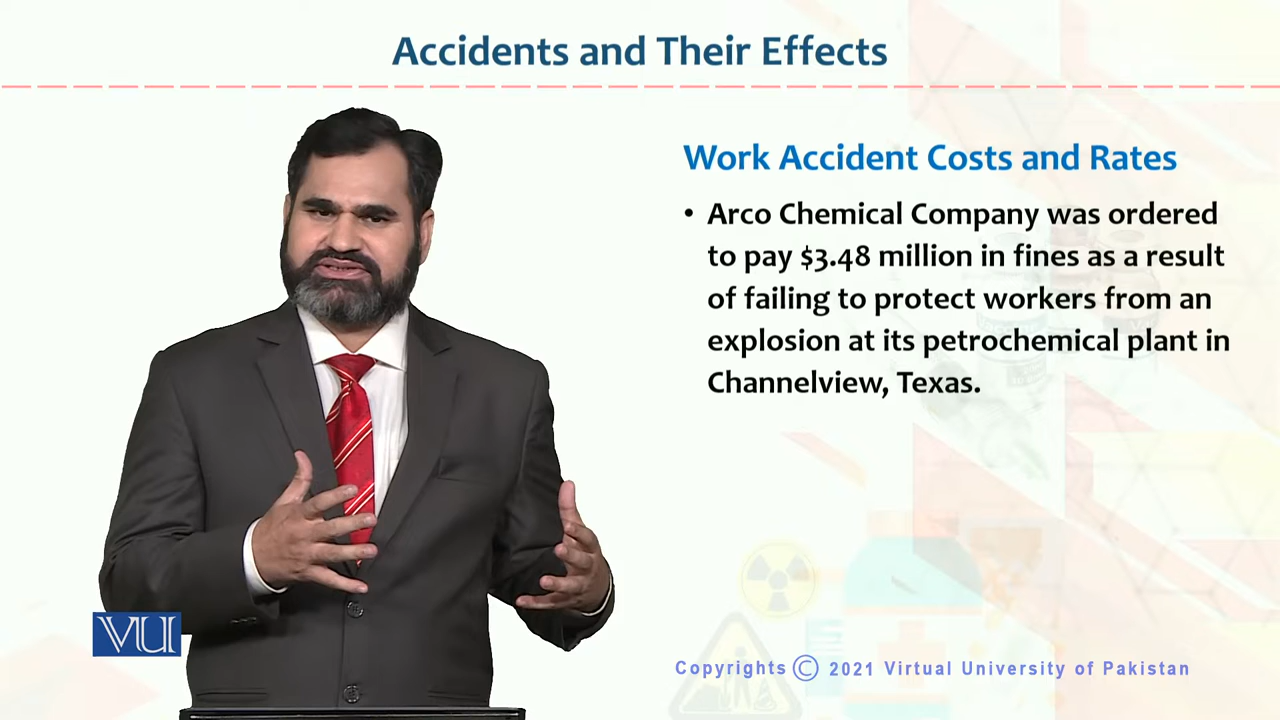 Accidents and Their Effects
Work Accident Costs and Rates
• Arco Chemical Company was ordered
to pay $3.48 million in fines as a result
of failing to protect workers from an
explosion at its petrochemical plant in
Channelview, Texas.
VU
Copyrights © 2021 Virtual University of Pakistan